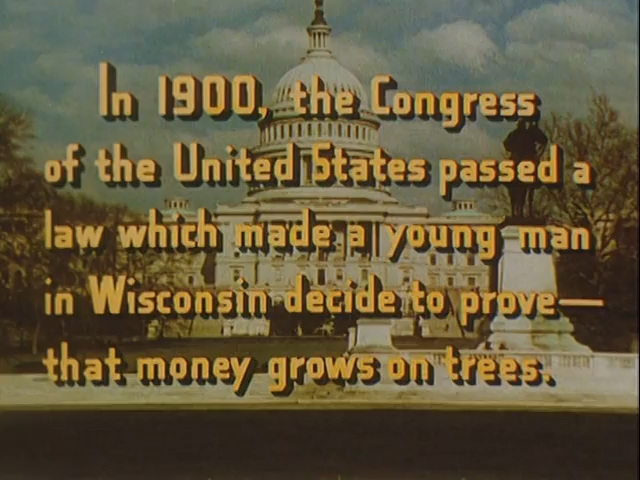 In 1900, the Congress
of the United States passed a
law which made a young man
in Wisconsin decide to prove—
that money grows on trees.